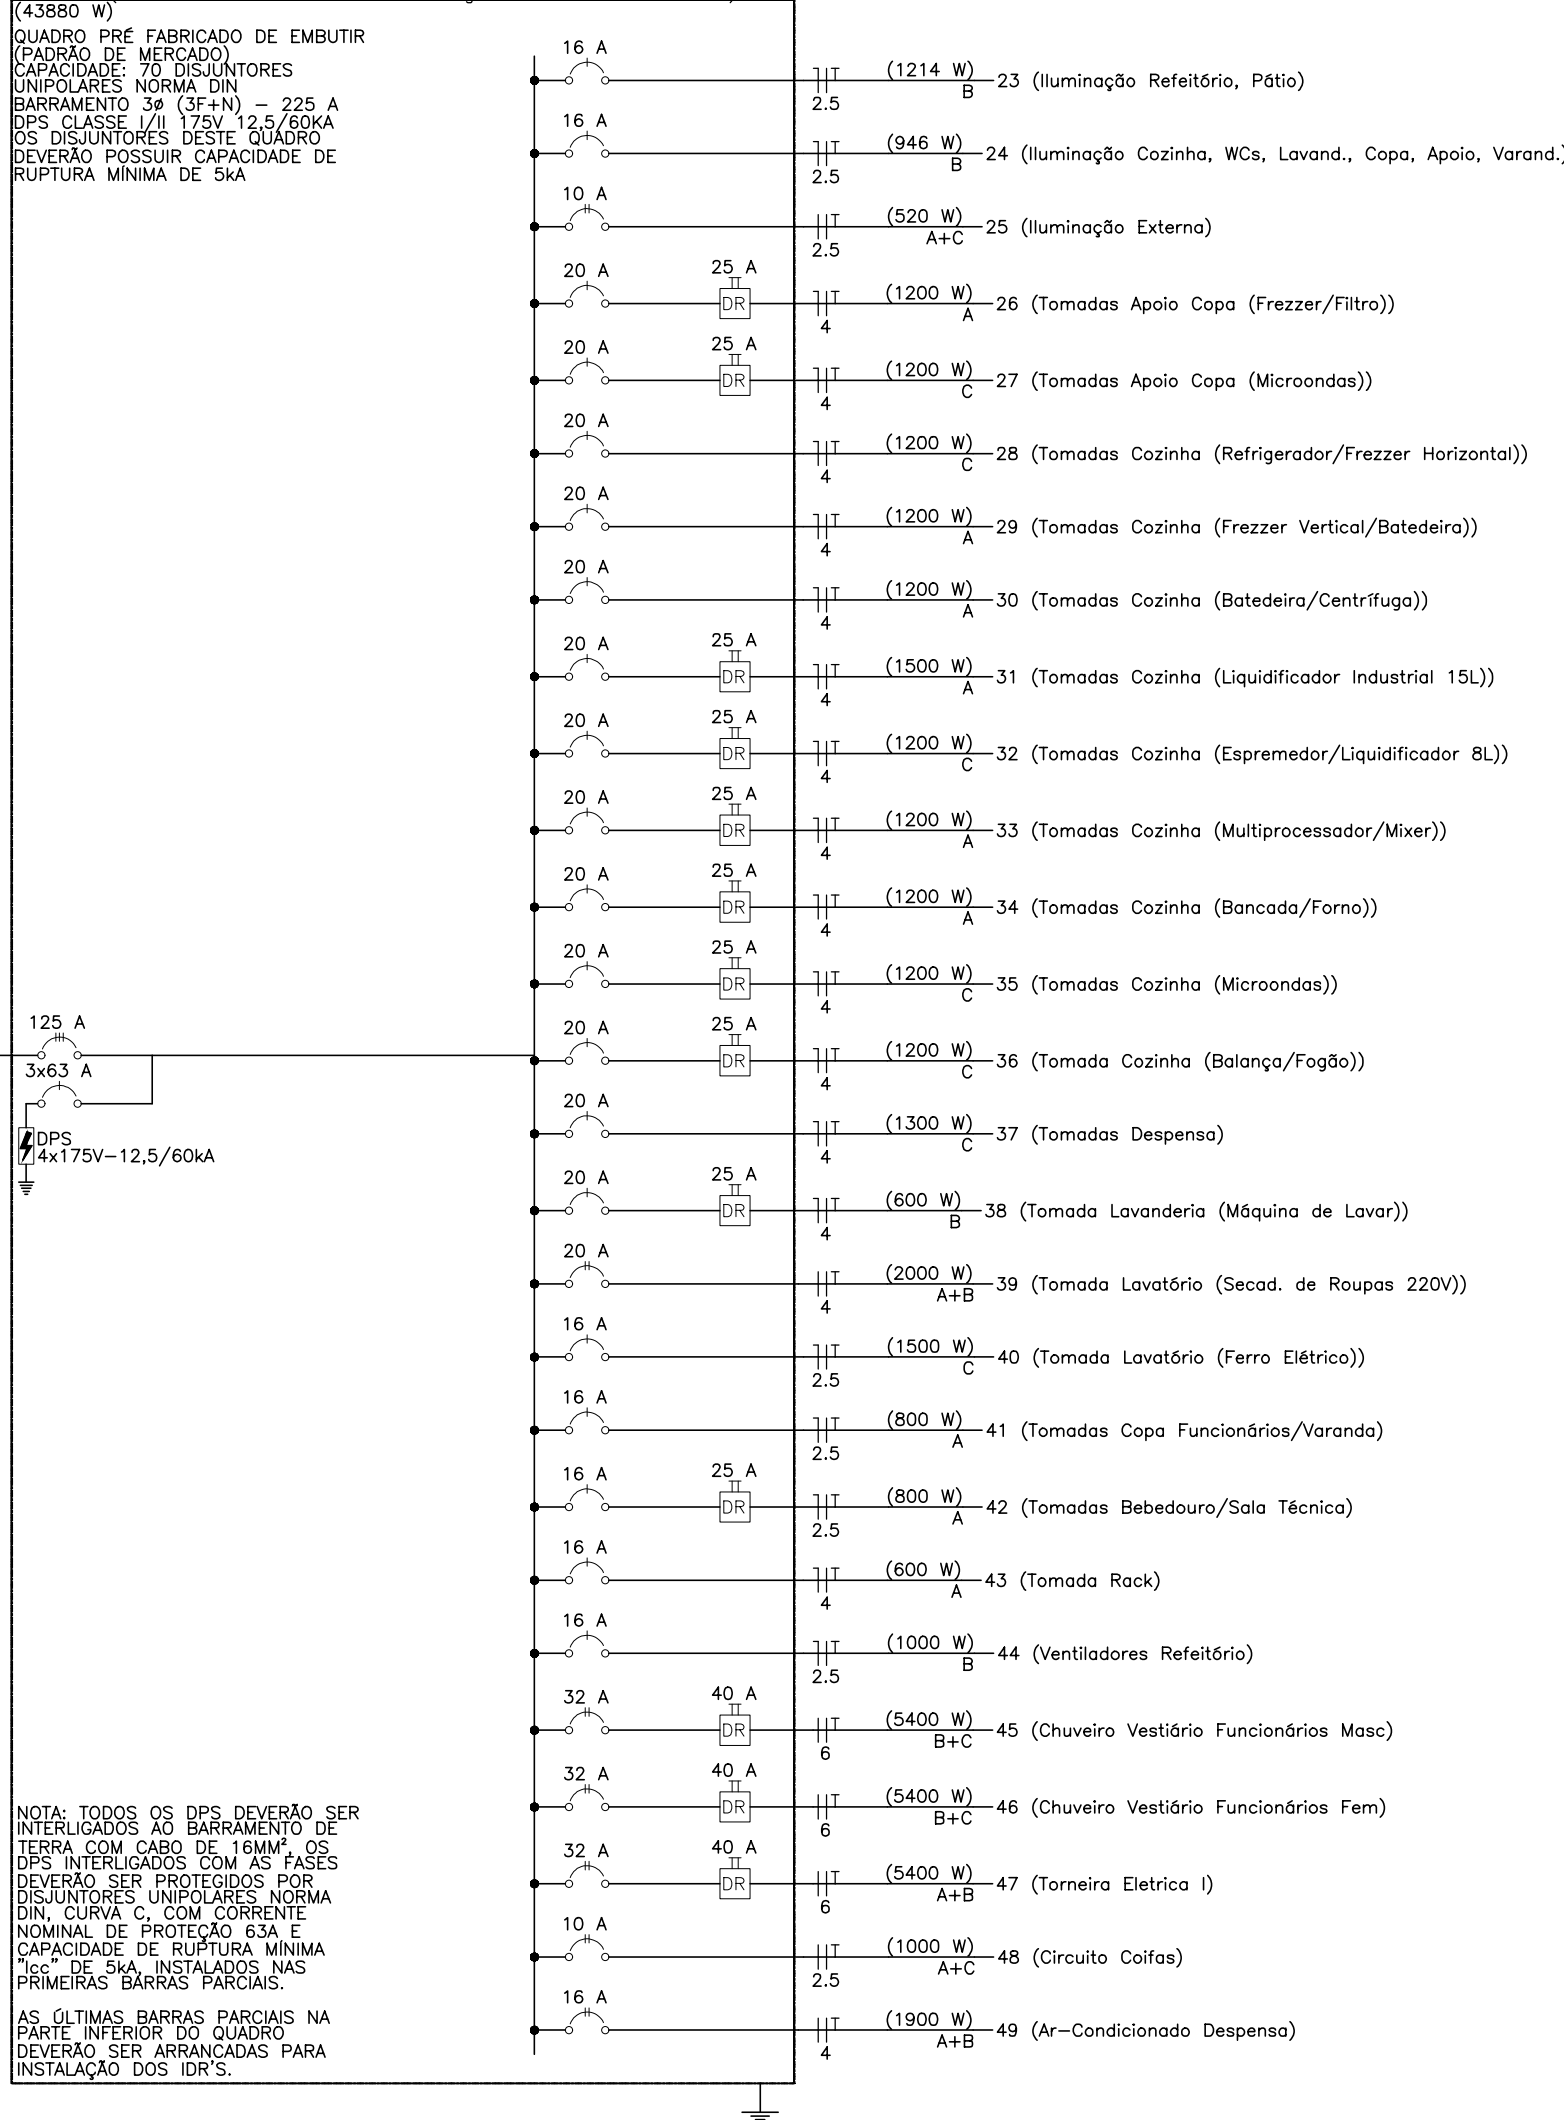 (43880 W)
QUADRO PRÉ FABRICADO DE EMBUTIR
(PADRÃO DE MERCADO)
CAPACIDADE: 70 DISJUNTORES
UNIPOLARES NORMA DIN
BARRAMENTO 3ø (3F+N) – 225 A
DPS CLASSE I/II 175V 12,5/60KA
OS DISJUNTORES DESTE QUADRO
DEVERÃO POSSUIR CAPACIDADE DE
RUPTURA MÍNIMA DE 5kA
16 A
2.5
(1214 W)
B
23 (Iluminação Refeitório, Pátio)
16 A
2.5
(946 W)
B
24 (Iluminação Cozinha, WCs, Lavand., Copa, Apoio, Varand.)
10 A
2.5
(520 W)
A+C
25 (Iluminação Externa)
20 A
25 A
DR
4
(1200 W)
A
26 (Tomadas Apoio Copa (Frezzer/Filtro))
20 A
25 A
DR
4
(1200 W)
C
27 (Tomadas Apoio Copa (Microondas))
20 A
4
(1200 W)
C
28 (Tomadas Cozinha (Refrigerador/Frezzer Horizontal))
20 A
4
(1200 W)
A
29 (Tomadas Cozinha (Frezzer Vertical/Batedeira))
20 A
4
(1200 W)
A
30 (Tomadas Cozinha (Batedeira/Centrífuga))
20 A
25 A
DR
4
(1500 W)
A
31 (Tomadas Cozinha (Liquidificador Industrial 15L))
20 A
25 A
DR
4
(1200 W)
C
32 (Tomadas Cozinha (Espremedor/Liquidificador 8L))
20 A
25 A
DR
4
(1200 W)
A
33 (Tomadas Cozinha (Multiprocessador/Mixer))
20 A
25 A
DR
4
(1200 W)
A
34 (Tomadas Cozinha (Bancada/Forno))
20 A
25 A
DR
4
(1200 W)
C
35 (Tomadas Cozinha (Microondas))
125 A
3x63 A
DPS
4x175V–12,5/60kA
20 A
25 A
DR
4
(1200 W)
C
36 (Tomada Cozinha (Balança/Fogão))
20 A
4
(1300 W)
C
37 (Tomadas Despensa)
20 A
25 A
DR
4
(600 W)
B
38 (Tomada Lavanderia (Máquina de Lavar))
20 A
4
(2000 W)
A+B
39 (Tomada Lavatório (Secad. de Roupas 220V))
16 A
2.5
(1500 W)
C
40 (Tomada Lavatório (Ferro Elétrico))
16 A
2.5
(800 W)
A
41 (Tomadas Copa Funcionários/Varanda)
16 A
25 A
DR
2.5
(800 W)
A
42 (Tomadas Bebedouro/Sala Técnica)
16 A
4
(600 W)
A
43 (Tomada Rack)
16 A
2.5
(1000 W)
B
44 (Ventiladores Refeitório)
32 A
40 A
DR
6
(5400 W)
B+C
45 (Chuveiro Vestiário Funcionários Masc)
32 A
40 A
DR
6
(5400 W)
B+C
46 (Chuveiro Vestiário Funcionários Fem)
32 A
40 A
DR
6
(5400 W)
A+B
47 (Torneira Eletrica I)
10 A
2.5
(1000 W)
A+C
48 (Circuito Coifas)
16 A
4
(1900 W)
A+B
49 (Ar–Condicionado Despensa)
NOTA: TODOS OS DPS DEVERÃO SER
INTERLIGADOS AO BARRAMENTO DE
TERRA COM CABO DE 16MM², OS
DPS INTERLIGADOS COM AS FASES
DEVERÃO SER PROTEGIDOS POR
DISJUNTORES UNIPOLARES NORMA
DIN, CURVA C, COM CORRENTE
NOMINAL DE PROTEÇÃO 63A E
CAPACIDADE DE RUPTURA MÍNIMA
"Icc" DE 5kA, INSTALADOS NAS
PRIMEIRAS BARRAS PARCIAIS.
AS ÚLTIMAS BARRAS PARCIAIS NA
PARTE INFERIOR DO QUADRO
DEVERÃO SER ARRANCADAS PARA
INSTALAÇÃO DOS IDR'S.